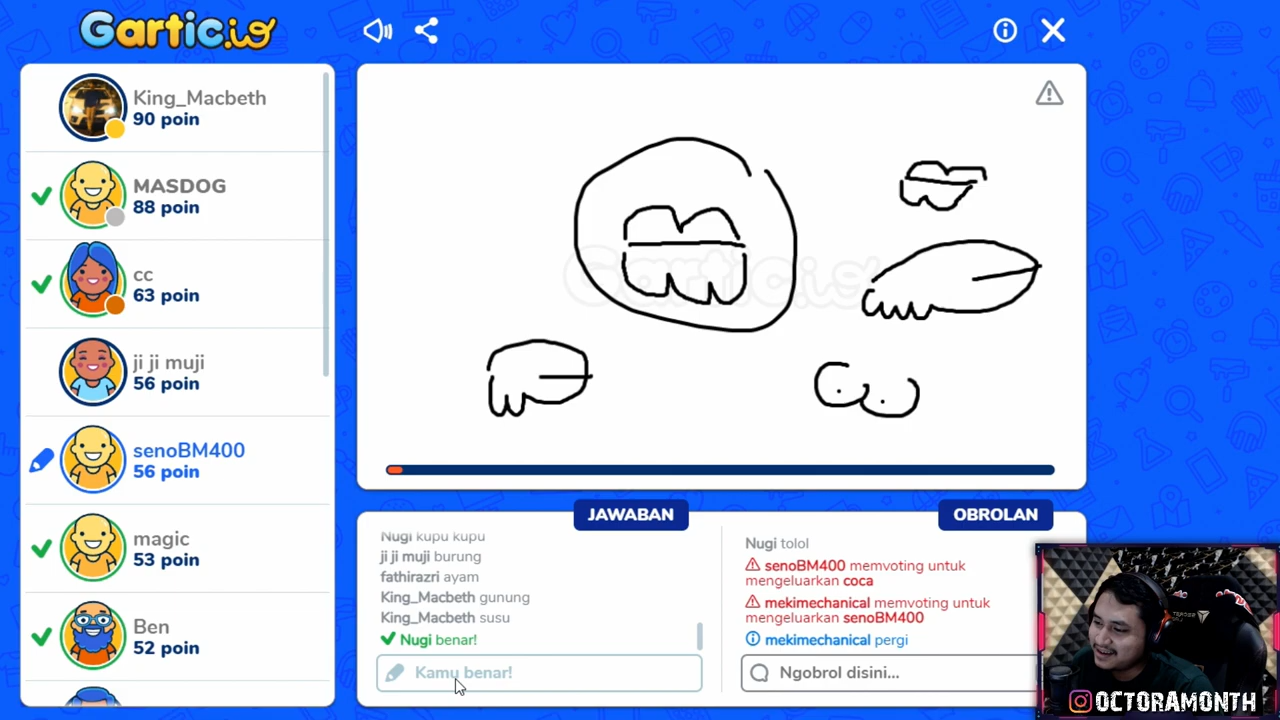 Gartic.io
King_Macbeth
90 poin
MASDOG
88 poin
cc
63 poin
ji ji muji
56 poin
senoBM400
56 poin
magic
53 poin
Ben
52 poin
Gartic.io
JAWABAN
Nugi kupu kupu
ji ji muji burung
fathirazri ayam
King_Macbeth gunung
King_Macbeth susu
Nugi benar!
Kamu benar!
OBROLAN
Nugi tolol
senoBM400 memvoting untuk
mengeluarkan coca
mekimechanical memvoting untuk
mengeluarkan senoBM400
mekimechanical pergi
Ngobrol disini...
OCTORAMONTH